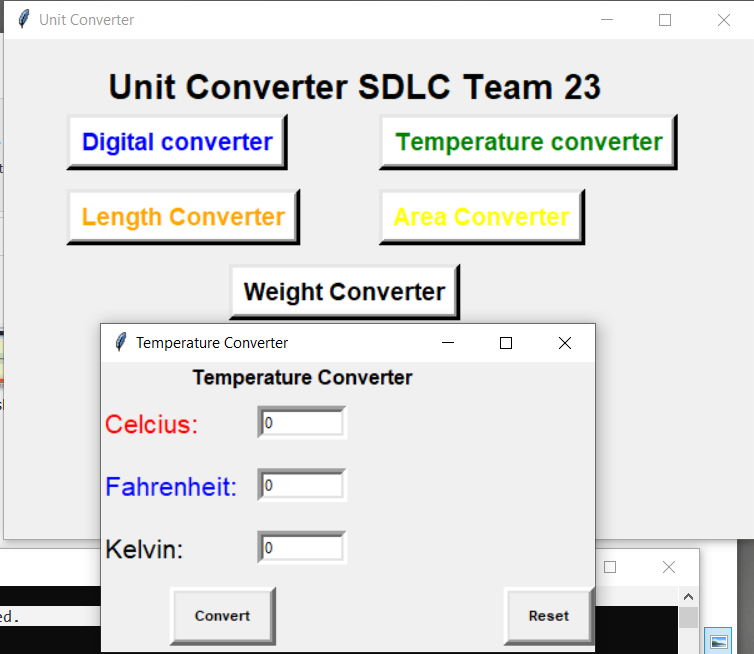 Unit Converter
Unit Converter SDLC Team 23
Digital converter
Temperature converter
Length Converter
Area Converter
Weight Converter
Temperature Converter
Temperature Converter
Celcius:
0
Fahrenheit:
0
Kelvin:
0
Convert
Reset
ed.